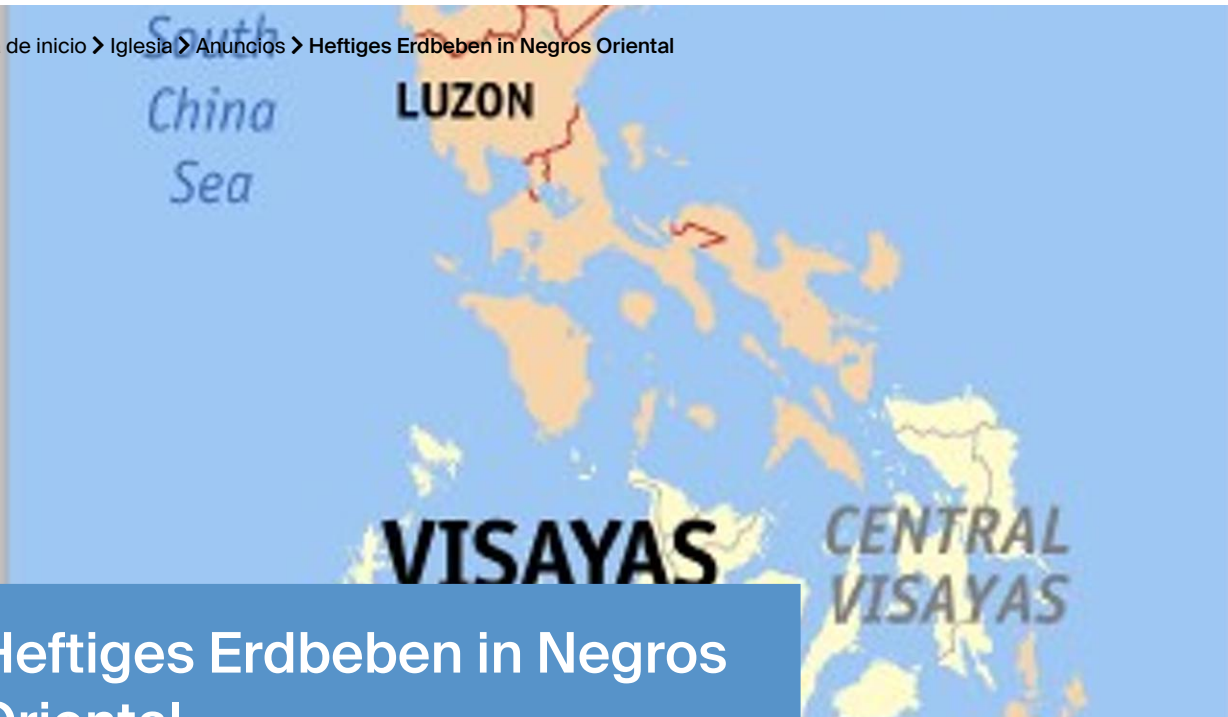 de inicio > Iglesia > Anuncios > Heftiges Erdbeben in Negros Oriental
South
China
Sea
LUZON
VISAYAS
CENTRAL
VISAYAS
Heftiges Erdbeben in Negros
Oriental